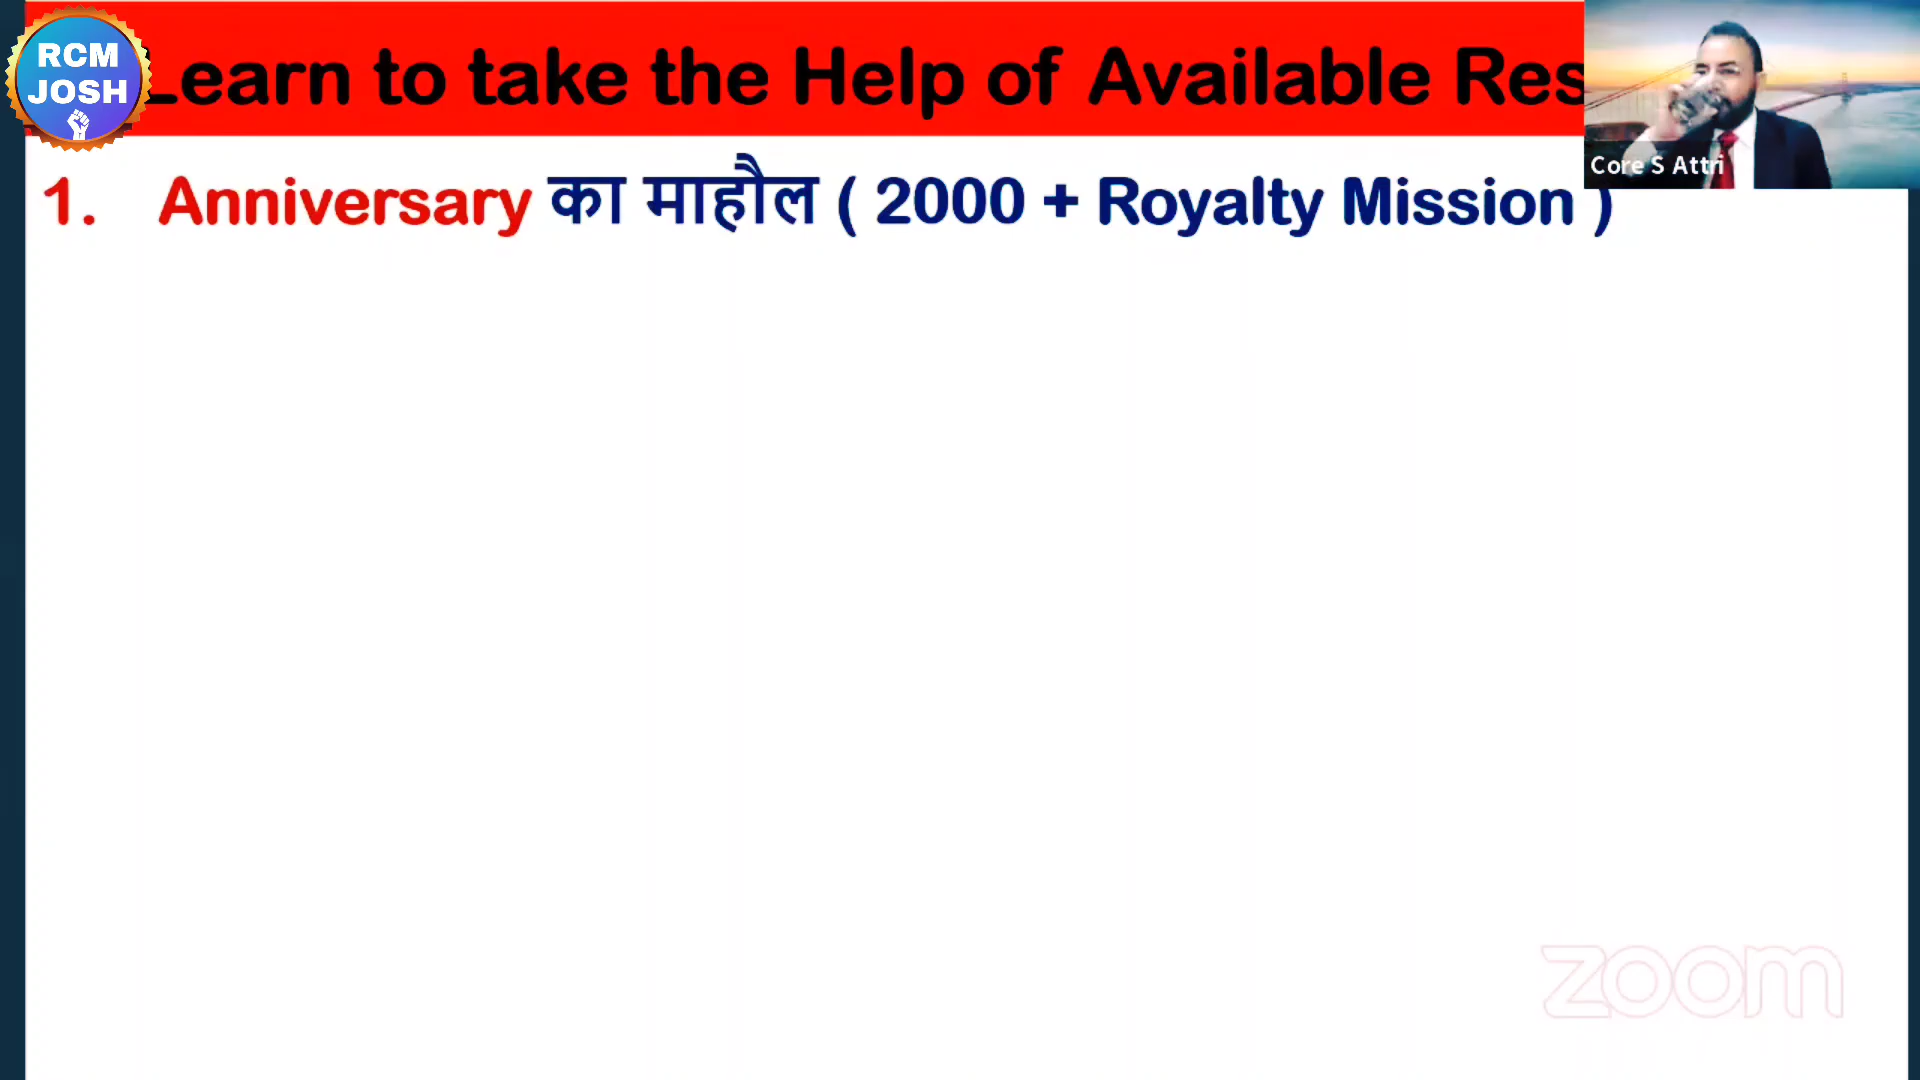 RCM
JOSH
Learn to take the Help of Available Res
Core S Attri
1. Anniversary का माहौल ( 2000 + Royalty Mission )
zoom